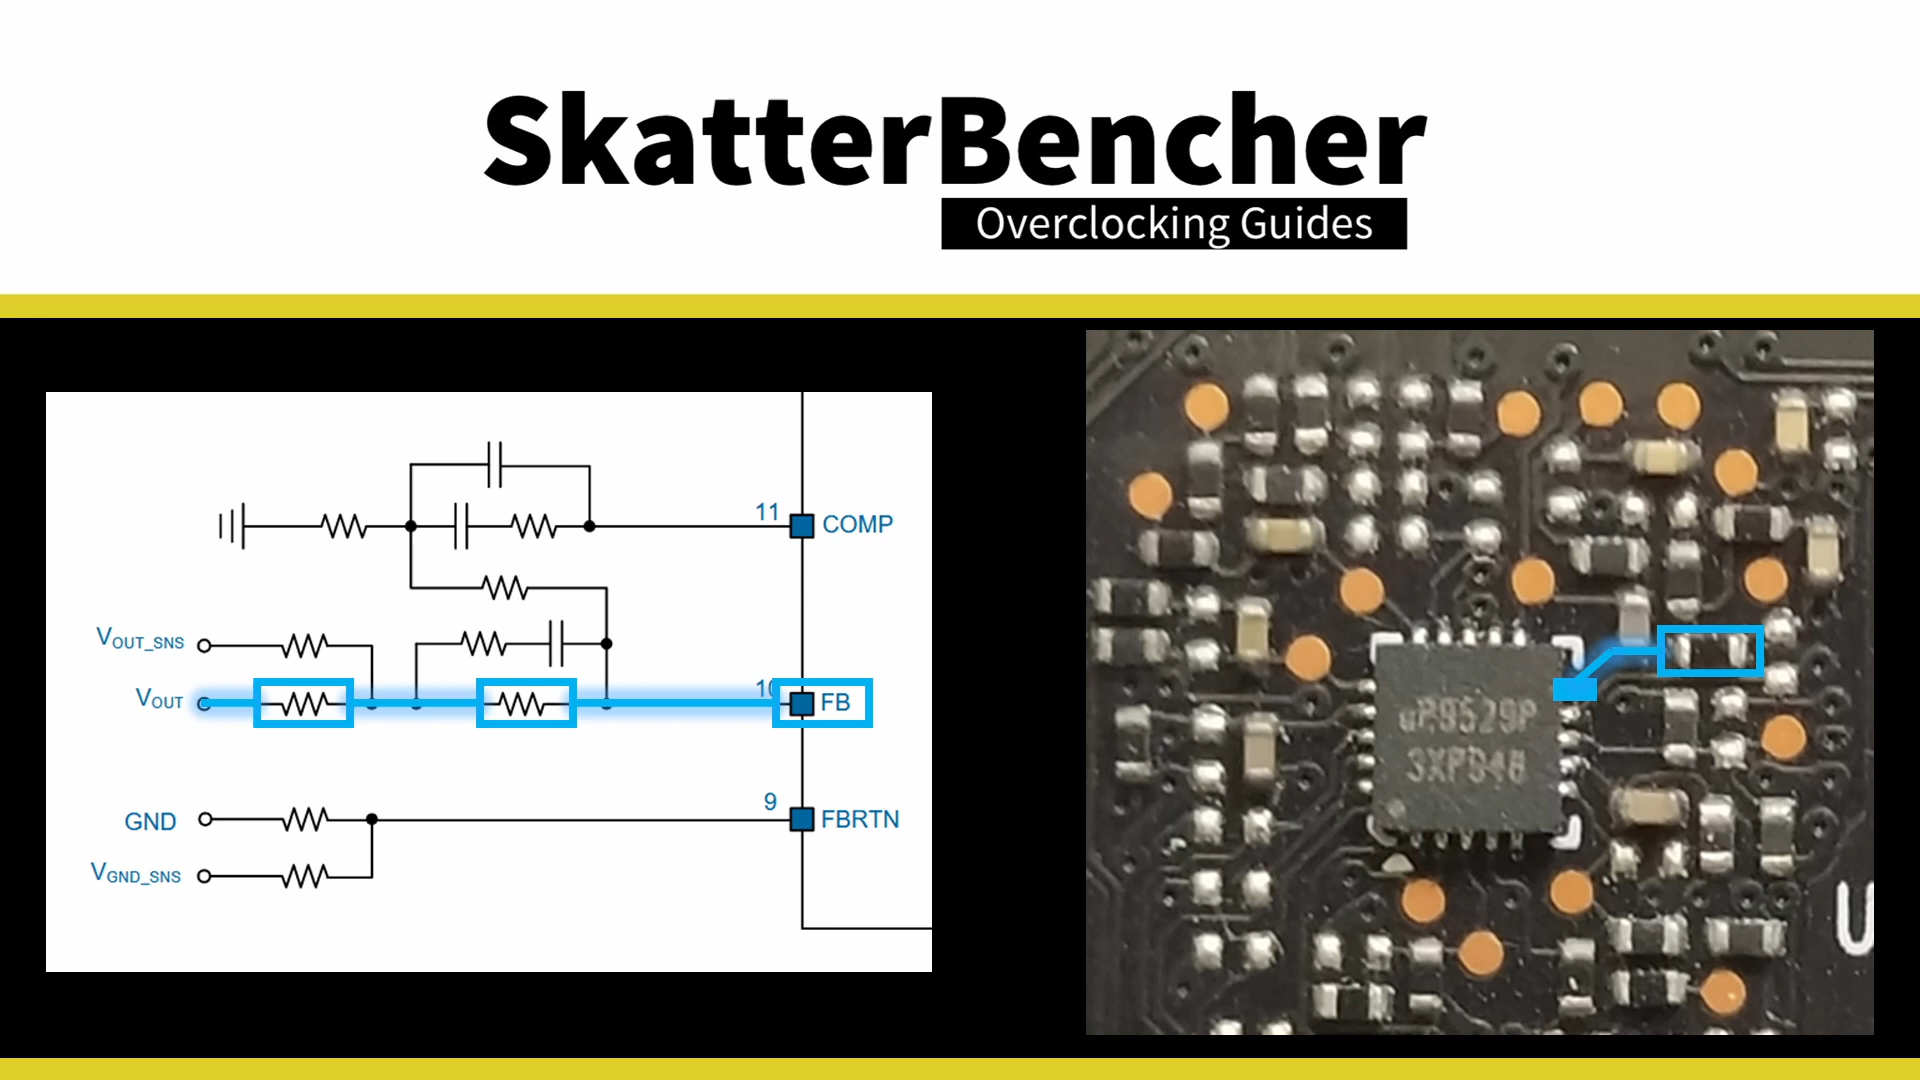 SkatterBencher
Overclocking Guides
11
COMP
VOUT_SNS
VOUT
10
FB
GND
9
FBRTN
VGND_SNS
uP9529P
U